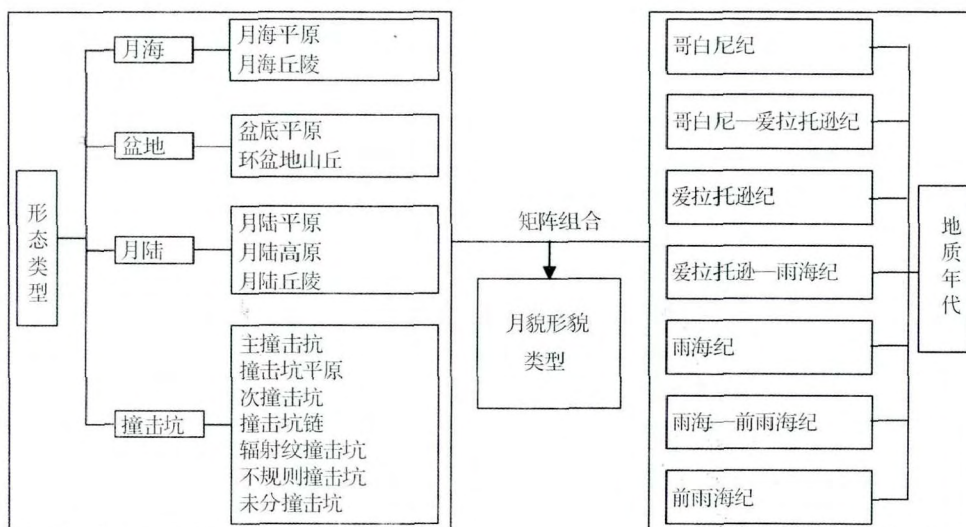 形态类型
月海
月海平原
月海丘陵
盆地
盆底平原
环盆地山丘
月陆
月陆平原
月陆高原
月陆丘陵
撞击坑
主撞击抗
撞击坑平原
次撞击坑
撞击坑链
辐射纹撞击坑
不规则撞击坑
未分撞击坑
矩阵组合
月貌形貌
类型
哥白尼纪
哥白尼—爱拉托逊纪
爱拉托逊纪
爱拉托逊—雨海纪
雨海纪
雨海—前雨海纪
前雨海纪
地质年代